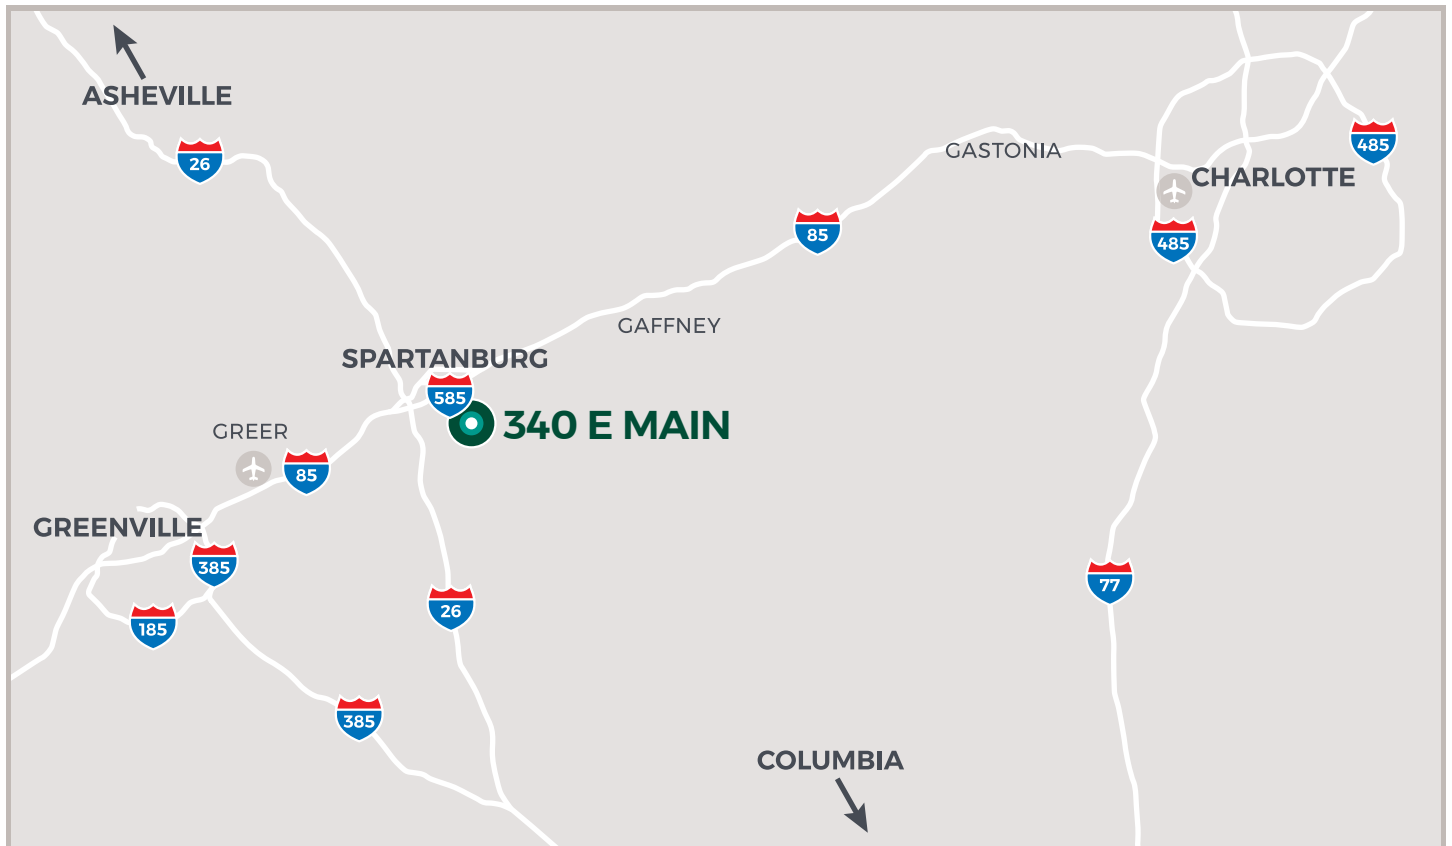 ASHEVILLE
26
485
GASTONIA
CHARLOTTE
85
485
GAFFNEY
SPARTANBURG
585
340 E MAIN
GREER
85
GREENVILLE
385
77
26
185
385
COLUMBIA